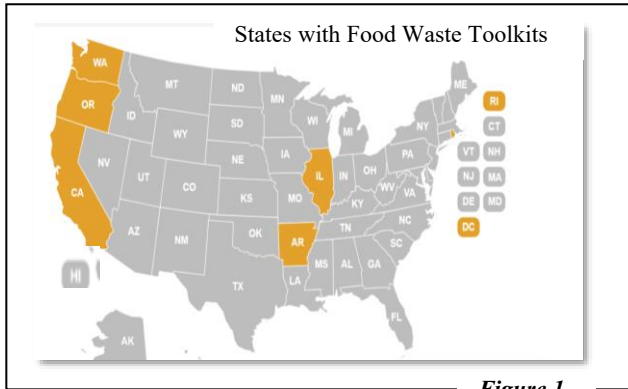 States with Food Waste Toolkits
WA
MT
ND
MN
ME
OR
ID
SD
WI
MI
NY
RI
CT
WY
NE
IA
PA
VT NH
NV
UT
CO
IL
IN
OH
NJ MA
CA
KS
MO
WV
VA
KY
DE MD
AZ
NM
OK
AR
TN
NC
DC
SC
HI
MS
AL
GA
TX
LA
FL
AK
Figure 1